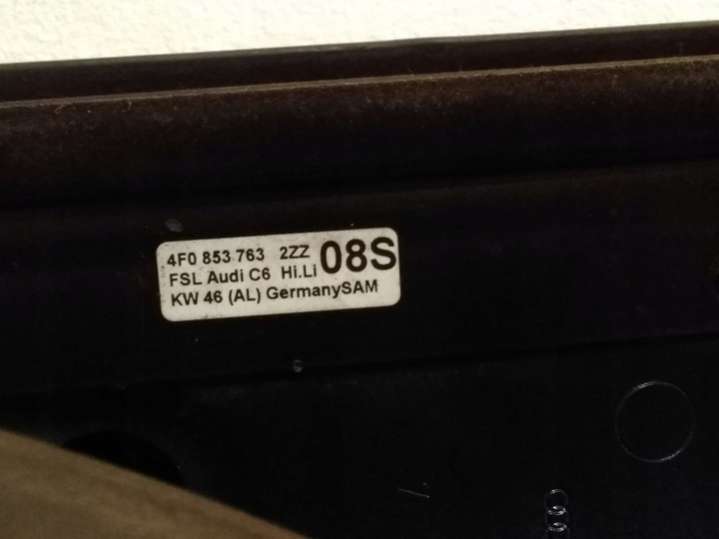 4F0 853 763 2ZZ 08S
FSL Audi C6 Hi.Li
KW 46 (AL) GermanySAM